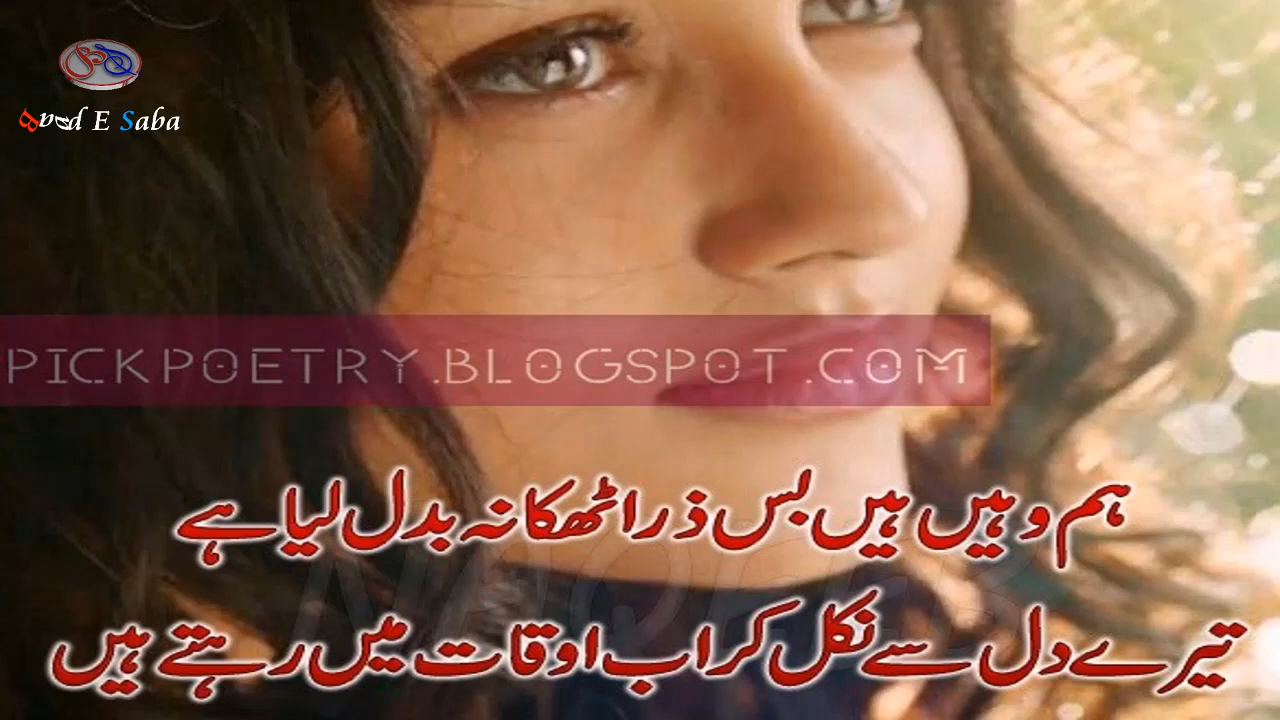 Baad E Saba
PICKPOETRY.BLOGSPOT.COM
ہم وہیں ہیں بس ذرا ٹھکانہ بدل لیا ہے
تیرے دل سے نکل کر اب اوقات میں رہتے ہیں